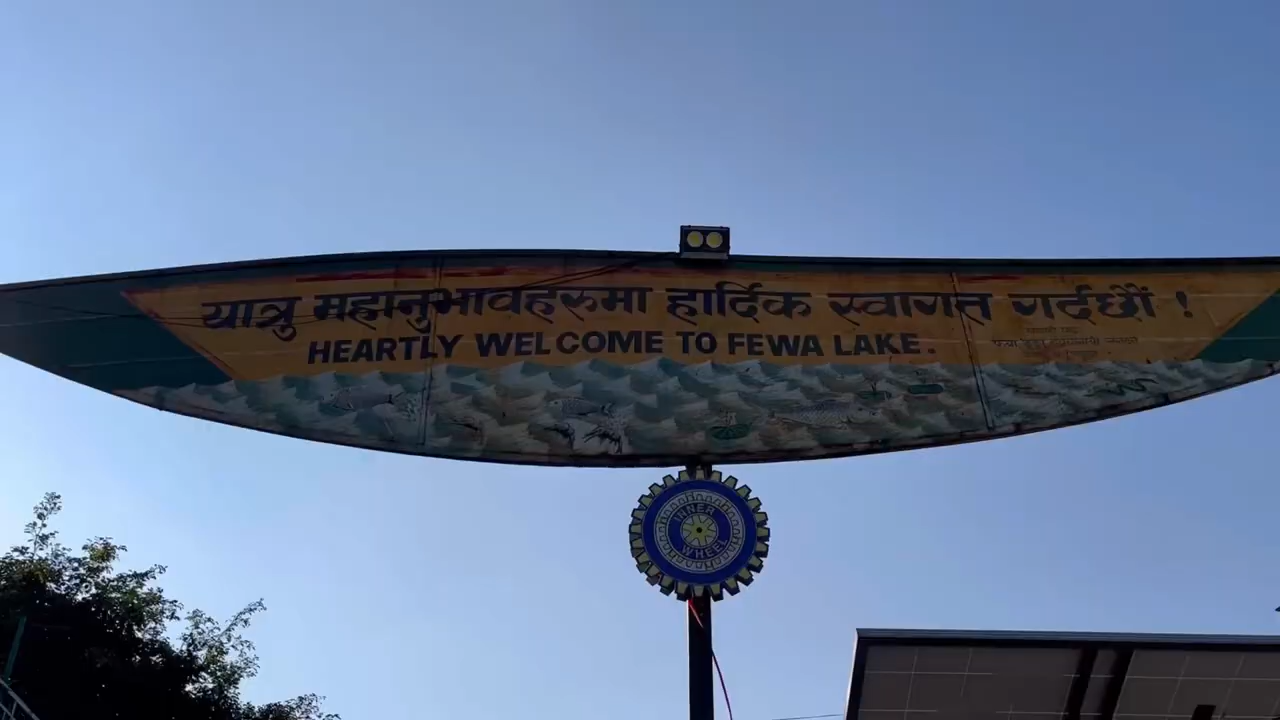 यात्रु महानुभावहरुमा हार्दिक स्वागत गर्दछौं !
HEARTLY WELCOME TO FEWA LAKE.
INNER
WHEEL